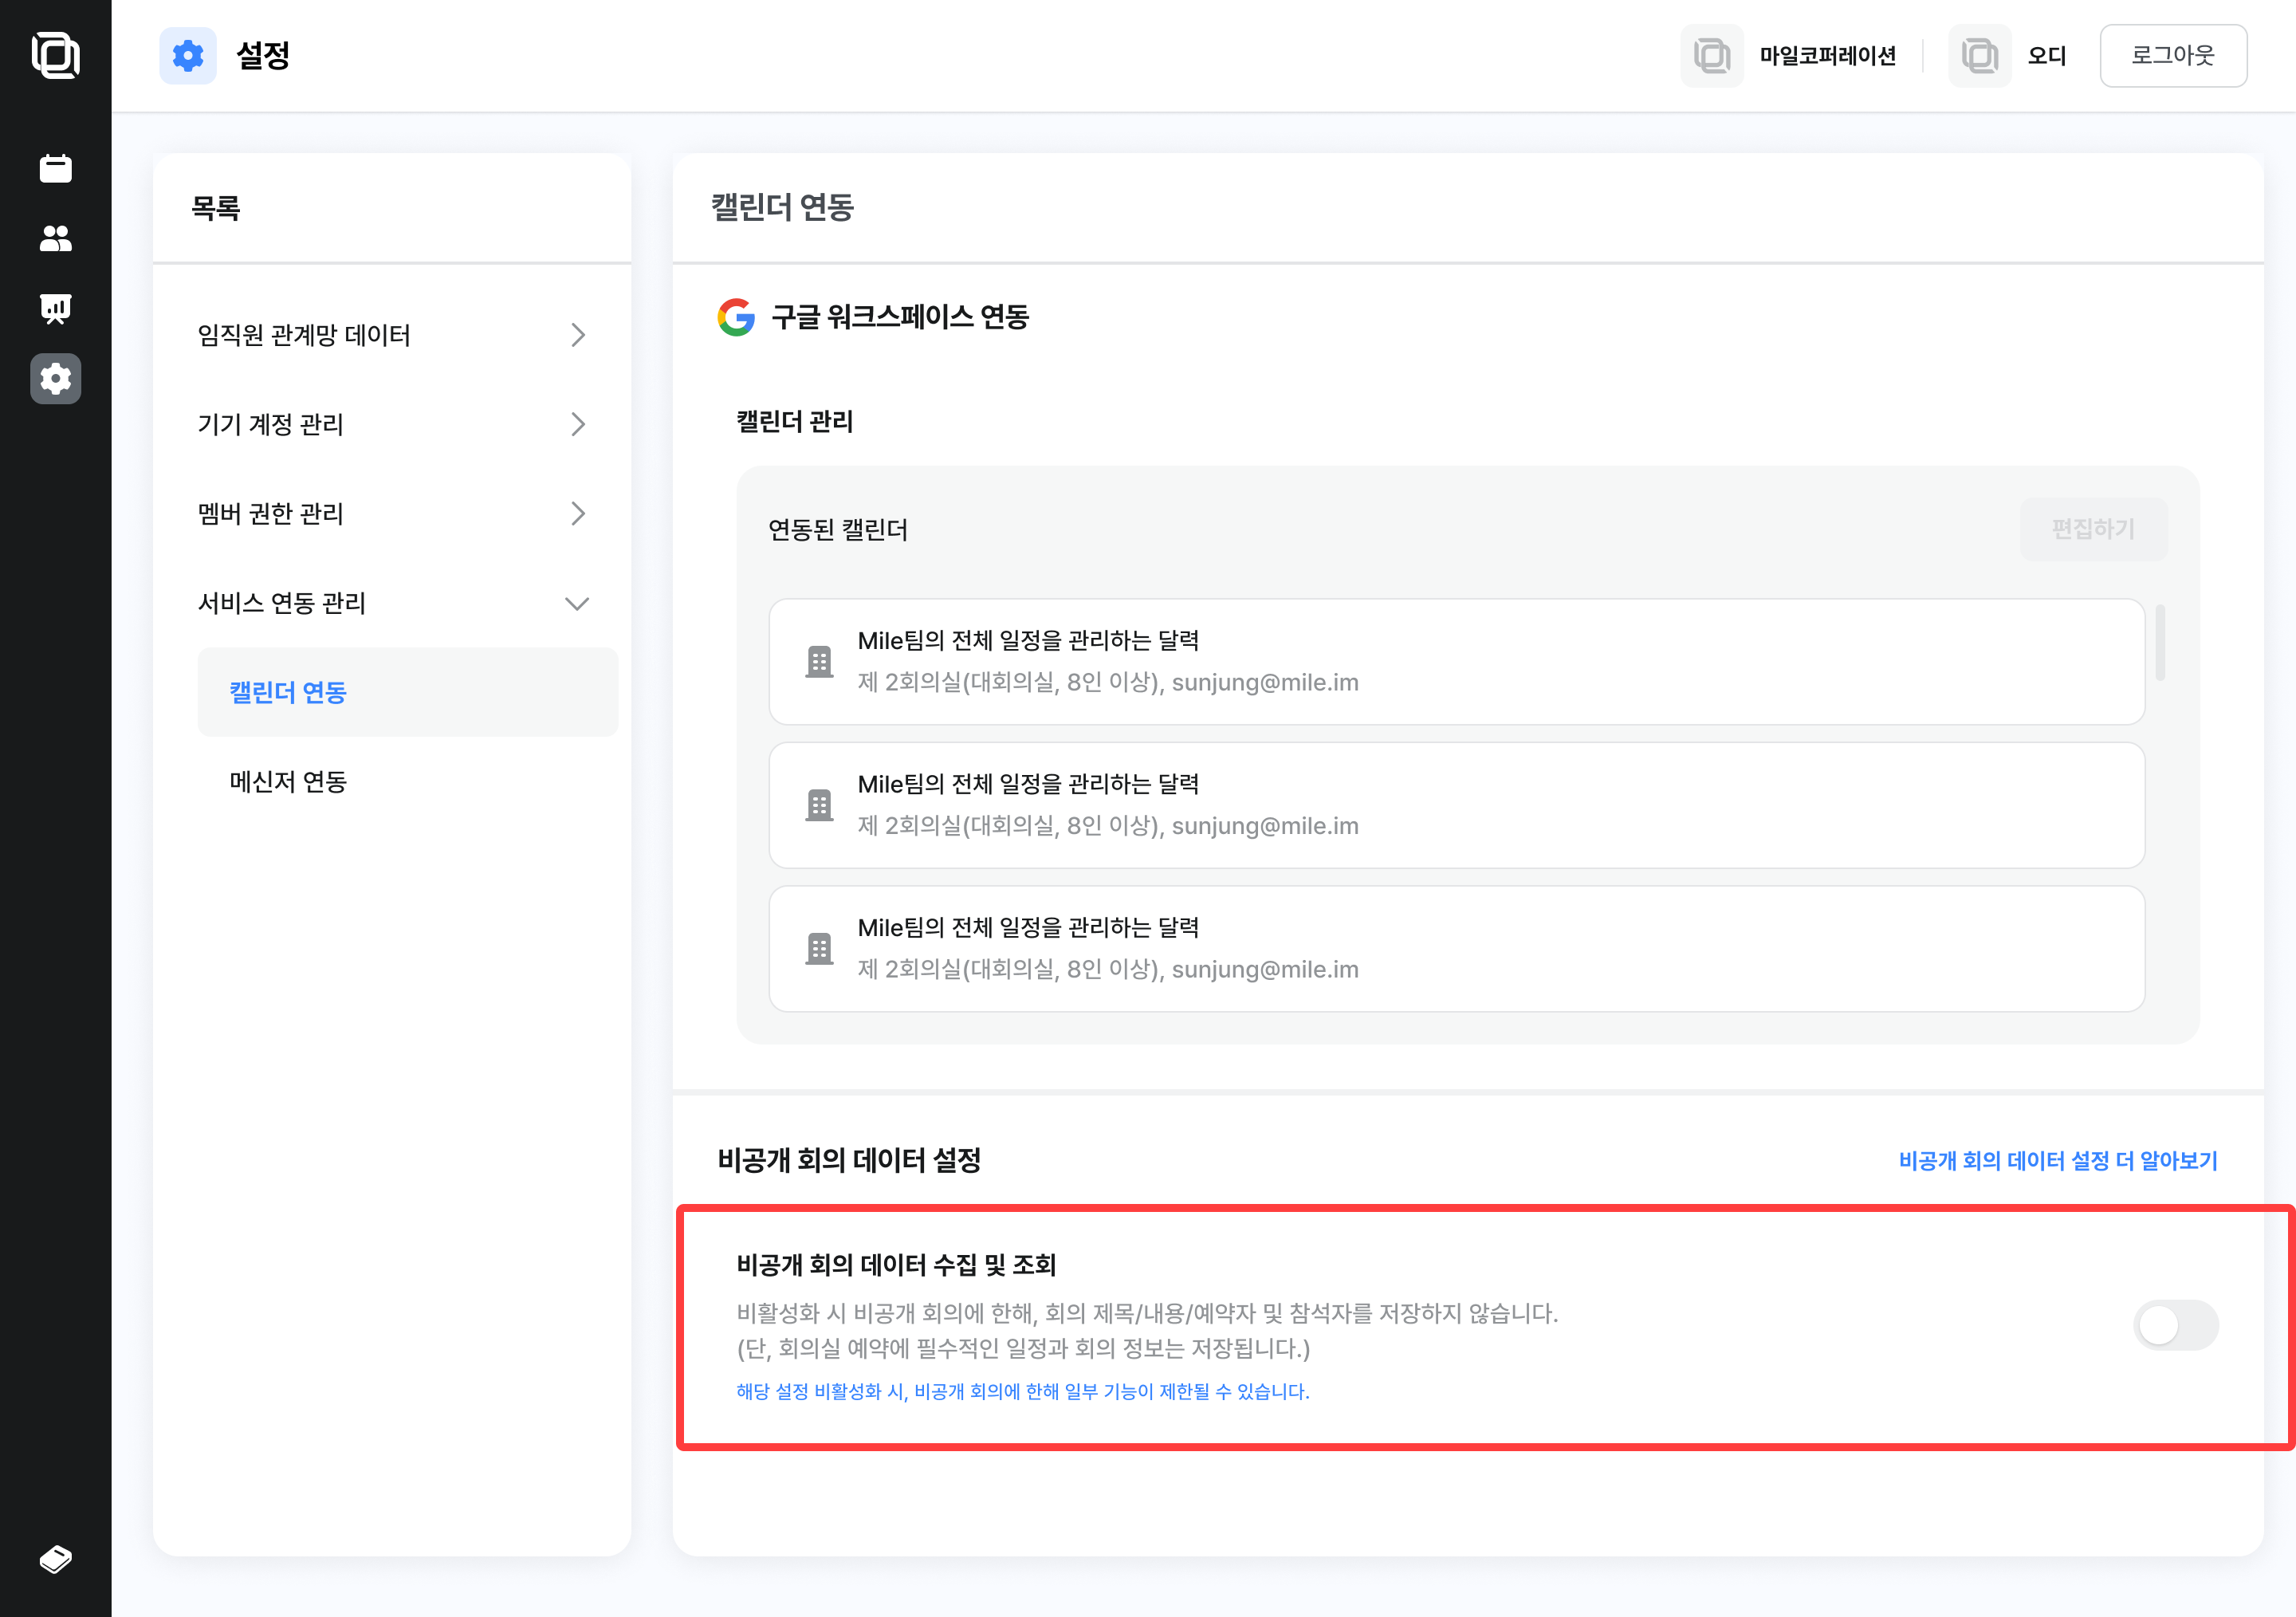 설정
마일코퍼레이션
오디
로그아웃
목록
임직원 관계망 데이터
기기 계정 관리
멤버 권한 관리
서비스 연동 관리
캘린더 연동
메신저 연동
캘린더 연동
구글 워크스페이스 연동
캘린더 관리
연동된 캘린더
편집하기
Mile팀의 전체 일정을 관리하는 달력
제 2회의실(대회의실, 8인 이상), sunjung@mile.im
Mile팀의 전체 일정을 관리하는 달력
제 2회의실(대회의실, 8인 이상), sunjung@mile.im
Mile팀의 전체 일정을 관리하는 달력
제 2회의실(대회의실, 8인 이상), sunjung@mile.im
비공개 회의 데이터 설정
비공개 회의 데이터 설정 더 알아보기
비공개 회의 데이터 수집 및 조회
비활성화 시 비공개 회의에 한해, 회의 제목/내용/예약자 및 참석자를 저장하지 않습니다.
(단, 회의실 예약에 필수적인 일정과 회의 정보는 저장됩니다.)
해당 설정 비활성화 시, 비공개 회의에 한해 일부 기능이 제한될 수 있습니다.